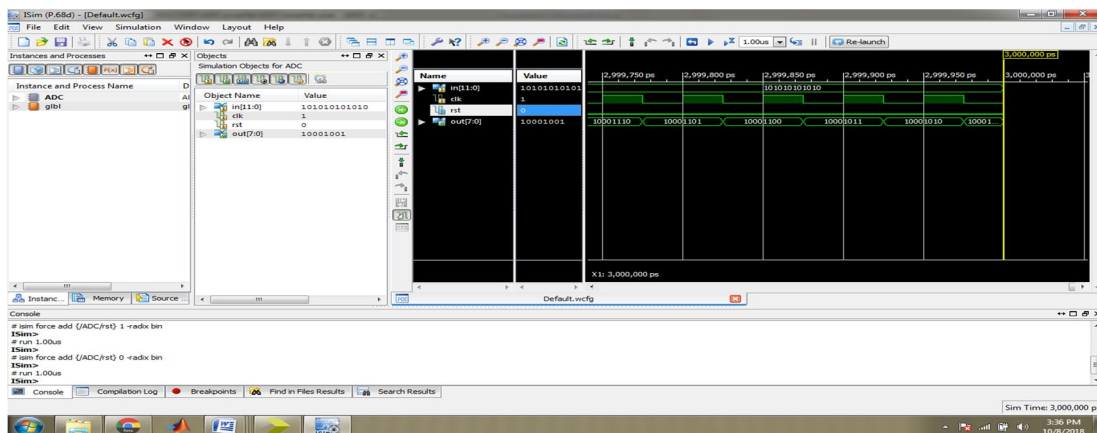 ISim (P.68d) - [Default.wcfg]
File Edit View Simulation Window Layout Help
1.00us Re-launch
Instances and Processes
Objects
Simulation Objects for ADC
Instance and Process Name D
ADC
glbl gl
Object Name Value
in[11:0] 101010101010
clk 1
rst 0
out[7:0] 10001001
Name Value
in[11:0] 10101010101
clk 1
rst 0
out[7:0] 10001001
3,000,000 ps
2,999,750 ps 2,999,800 ps 2,999,850 ps 2,999,900 ps 2,999,950 ps 3,000,000 ps
101010101010
10001110 10001101 10001100 10001011 10001010 10001...
X1: 3,000,000 ps
Instanc... Memory Source
Default.wcfg
Console
# isim force add {/ADC/rst} 1 -radix bin
ISim>
# run 1.00us
ISim>
# isim force add {/ADC/rst} 0 -radix bin
ISim>
# run 1.00us
ISim>
Console Compilation Log Breakpoints Find in Files Results Search Results
Sim Time: 3,000,000 p
3:36 PM
10/8/2018